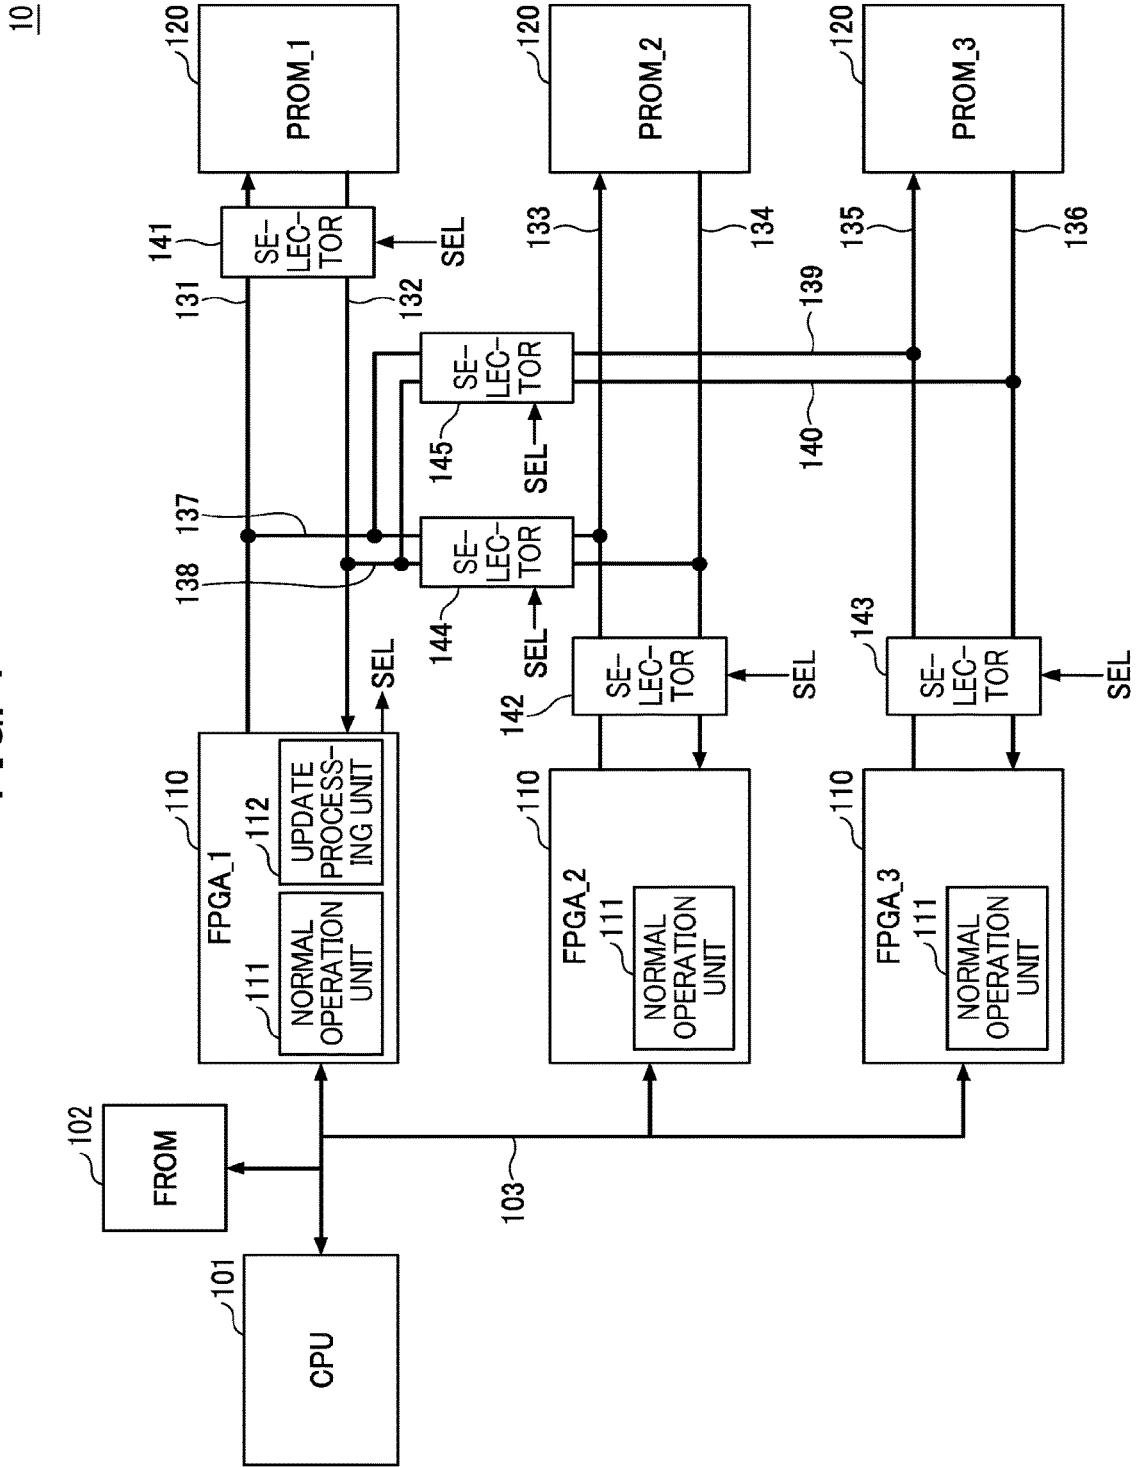 10
101
CPU
102
FROM
103
110
FPGA_1
111
NORMAL
OPERATION
UNIT
112
UPDATE
PROCESS-
ING UNIT
SEL
131
132
137
138
141
SE-
LEC-
TOR
SEL
120
PROM_1
144
SE-
LEC-
TOR
SEL
145
SE-
LEC-
TOR
SEL
139
140
110
FPGA_2
111
NORMAL
OPERATION
UNIT
142
SE-
LEC-
TOR
SEL
133
134
120
PROM_2
110
FPGA_3
111
NORMAL
OPERATION
UNIT
143
SE-
LEC-
TOR
SEL
135
136
120
PROM_3